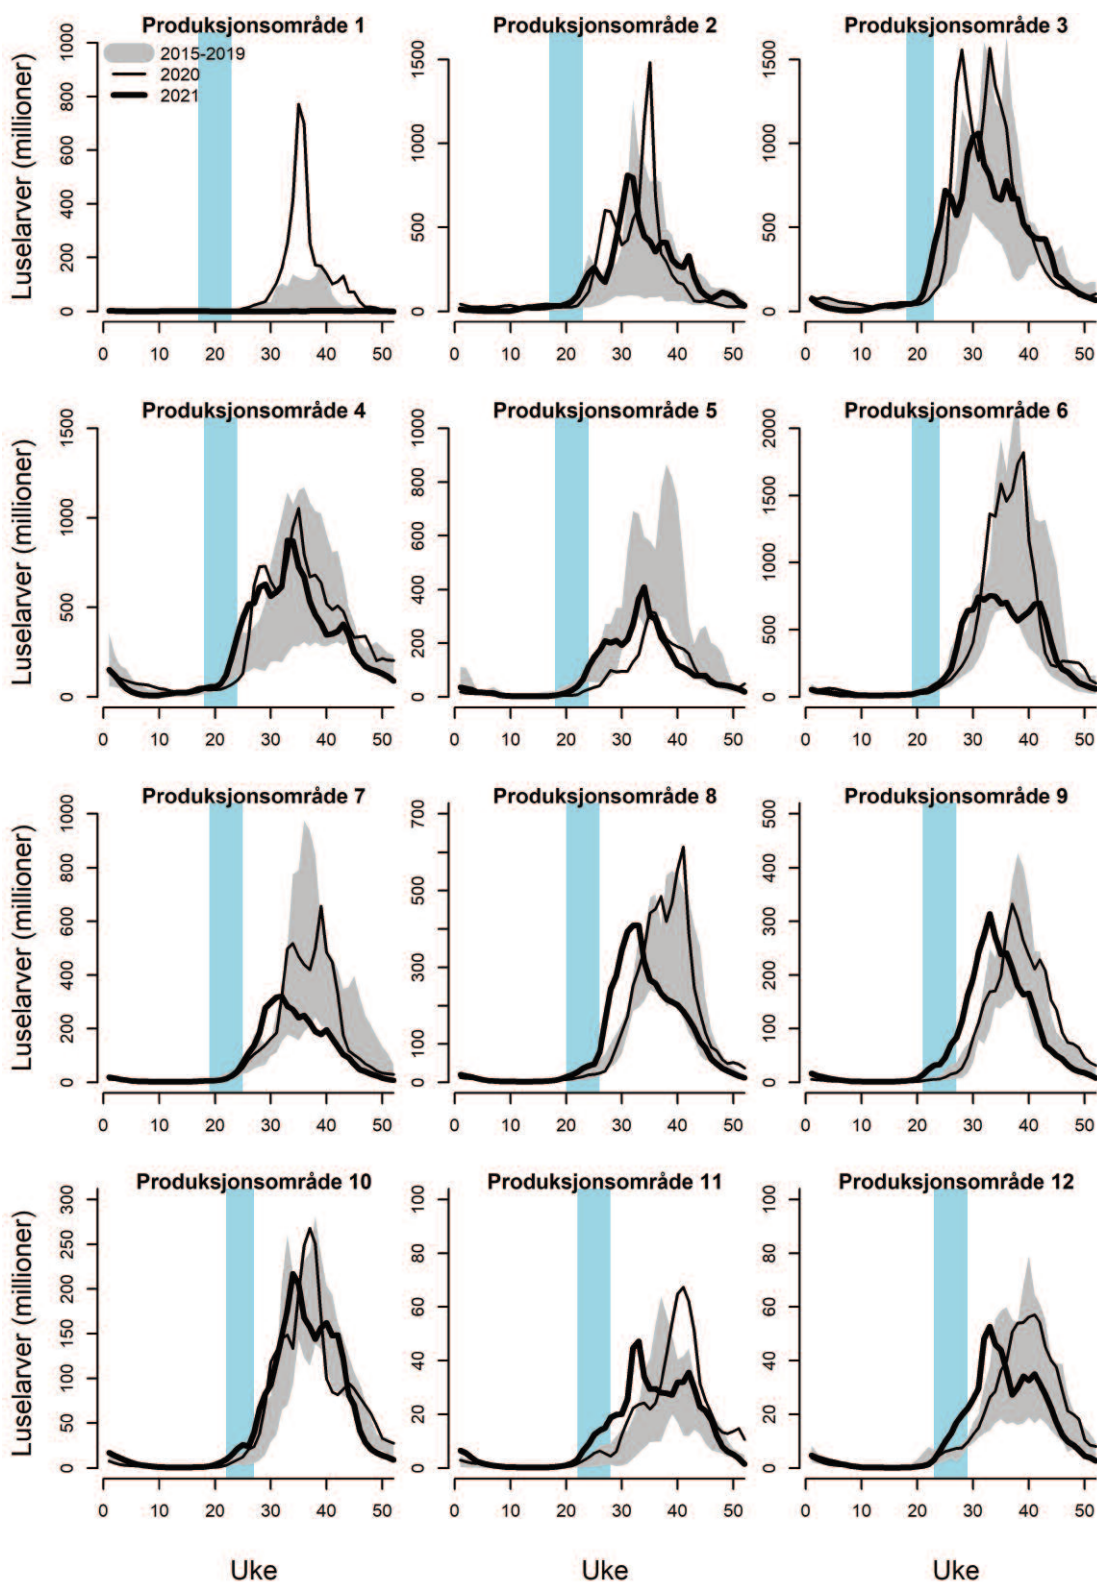 Produksjonsområde 1
Produksjonsområde 2
Produksjonsområde 3
Luselarver (millioner)
0 200 400 600 800 1000
2015-2019
2020
2021
0 10 20 30 40 50
0 500 1000 1500
0 10 20 30 40 50
0 500 1000 1500
0 10 20 30 40 50
Produksjonsområde 4
Produksjonsområde 5
Produksjonsområde 6
Luselarver (millioner)
0 500 1000 1500
0 10 20 30 40 50
0 200 400 600 800 1000
0 10 20 30 40 50
0 500 1000 1500 2000
0 10 20 30 40 50
Produksjonsområde 7
Produksjonsområde 8
Produksjonsområde 9
Luselarver (millioner)
0 200 400 600 800 1000
0 10 20 30 40 50
0 100 300 500 700
0 10 20 30 40 50
0 100 200 300 400 500
0 10 20 30 40 50
Produksjonsområde 10
Produksjonsområde 11
Produksjonsområde 12
Luselarver (millioner)
0 50 100 150 200 250 300
0 10 20 30 40 50
0 20 40 60 80 100
0 10 20 30 40 50
0 20 40 60 80 100
0 10 20 30 40 50
Uke
Uke
Uke